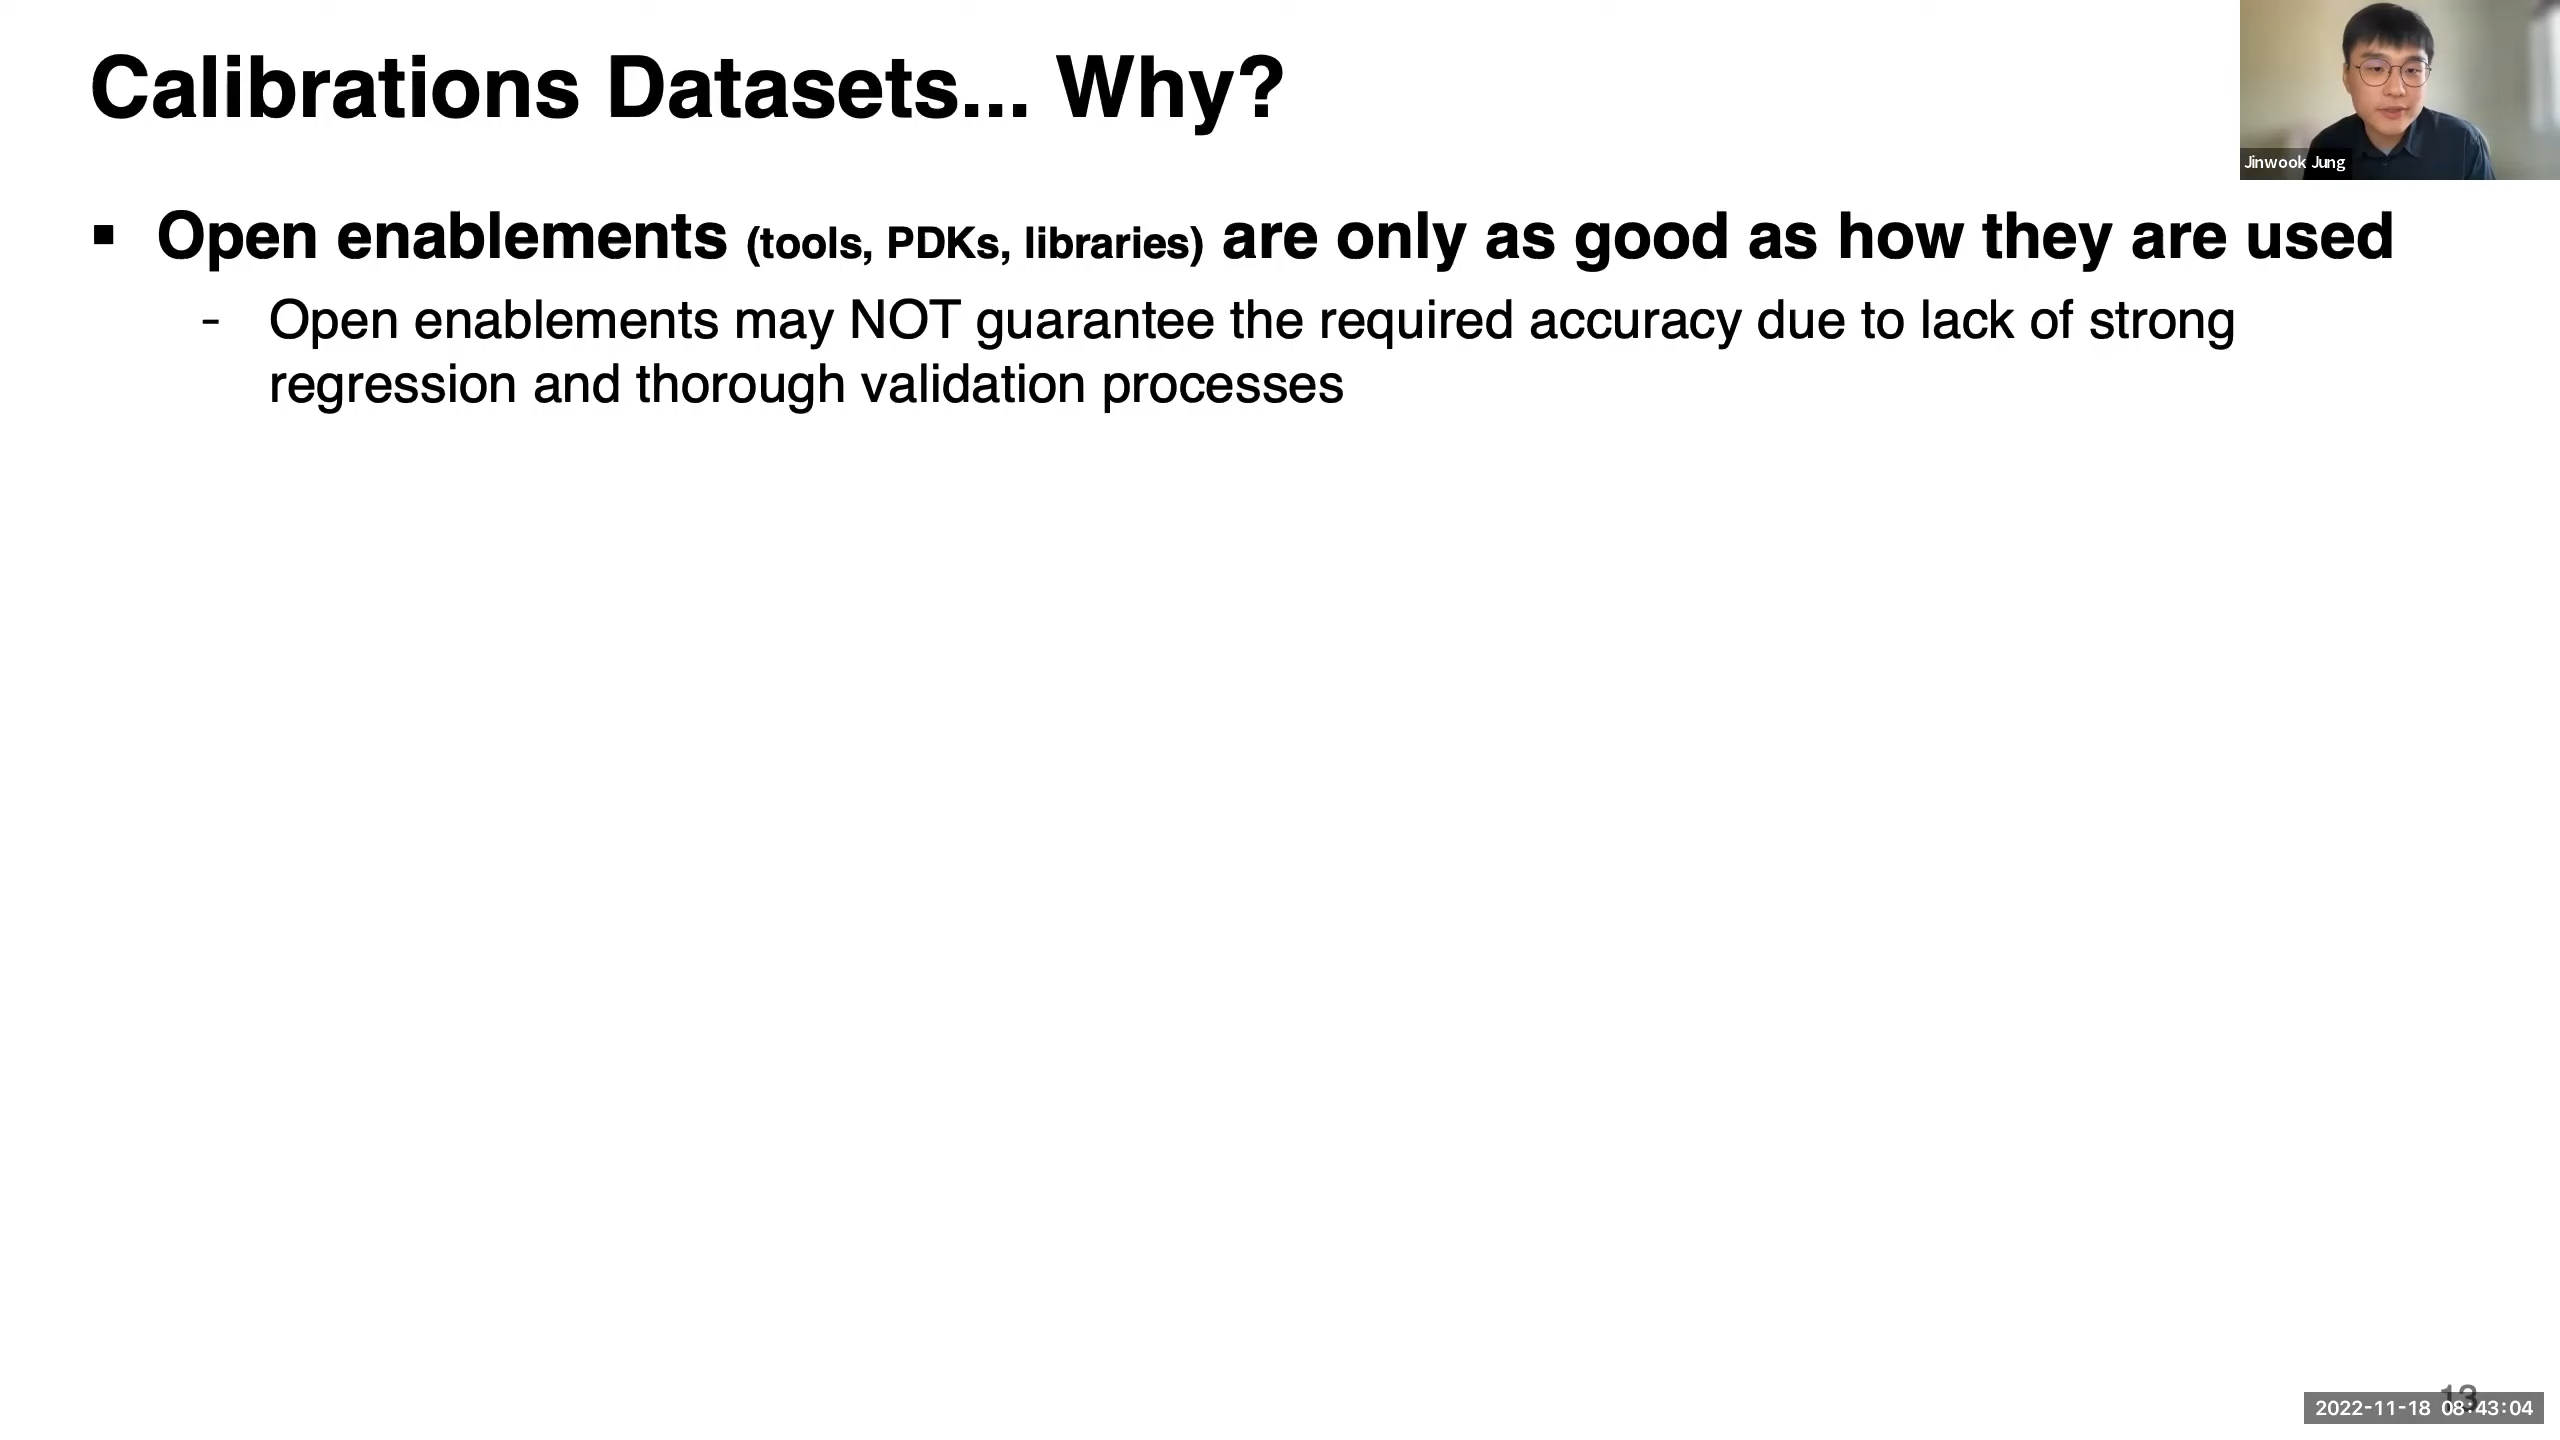 Calibrations Datasets... Why?
Jinwook Jung
▪ Open enablements (tools, PDKs, libraries) are only as good as how they are used
- Open enablements may NOT guarantee the required accuracy due to lack of strong
regression and thorough validation processes
13
2022-11-18 08:43:04